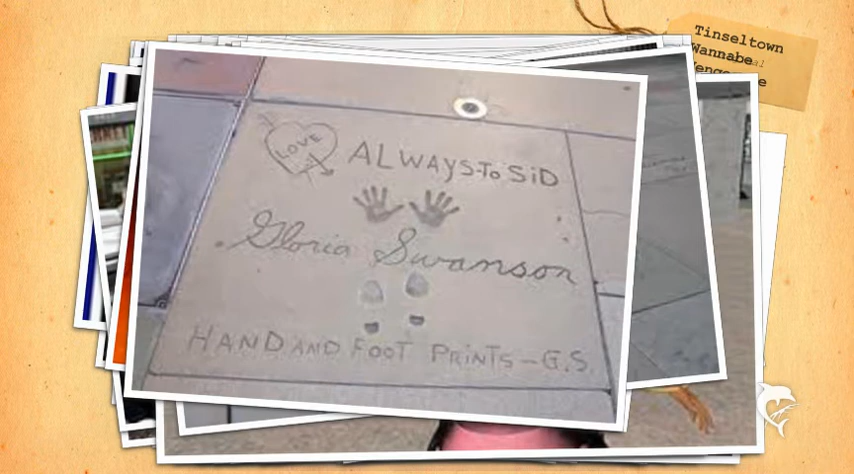 Tinseltown
Wannabe
LOVE
ALWAYS TO SID
Gloria Swanson
HAND AND FOOT PRINTS - G.S.